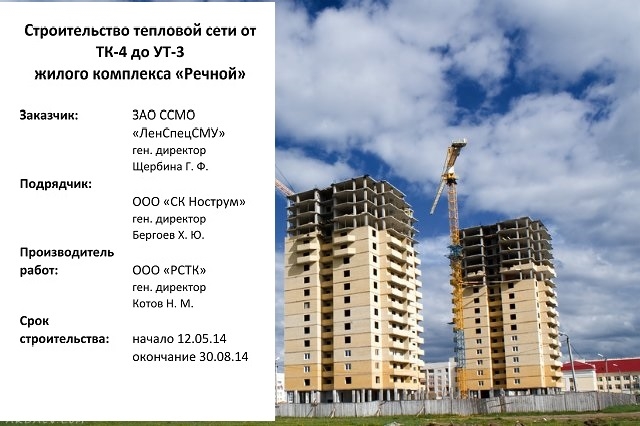 Строительство тепловой сети от
ТК-4 до УТ-3
жилого комплекса «Речной»
Заказчик: ЗАО ССМО
«ЛенСпецСМУ»
ген. директор
Щербина Г. Ф.
Подрядчик:
ООО «СК Нострум»
ген. директор
Бергоев Х. Ю.
Производитель
работ: ООО «РСТК»
ген. директор
Котов Н. М.
Срок
строительства: начало 12.05.14
окончание 30.08.14